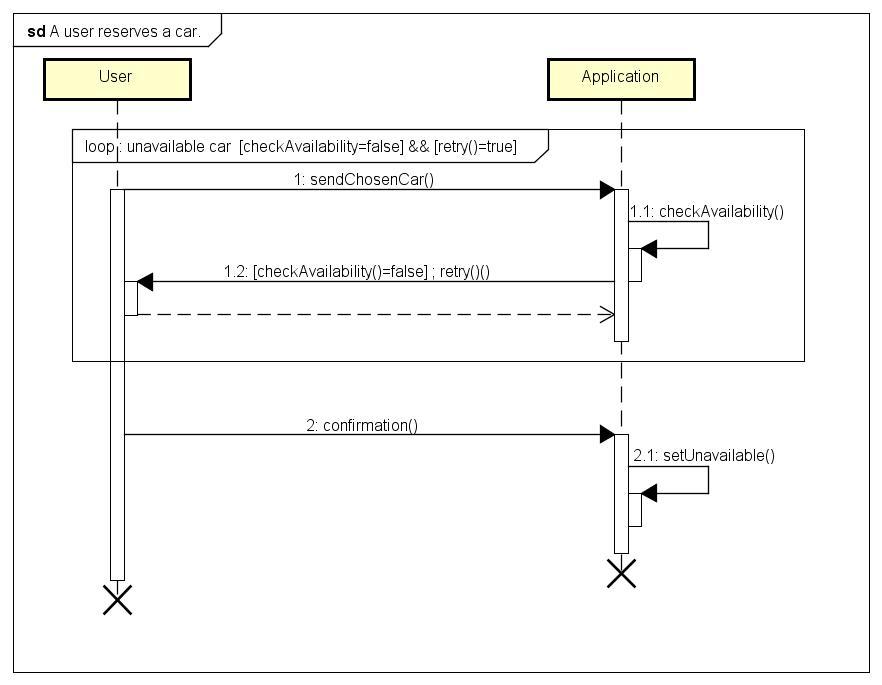 sd A user reserves a car.
User
Application
loop : unavailable car [checkAvailability=false] && [retry()=true]
1: sendChosenCar()
1.1: checkAvailability()
1.2: [checkAvailability()=false] ; retry()()
2: confirmation()
2.1: setUnavailable()